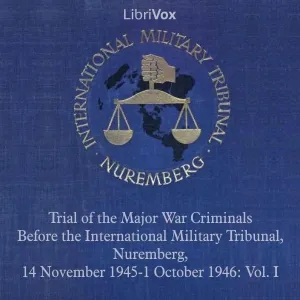 LibriVox
INTERNATIONAL MILITARY TRIBUNAL
NUREMBERG
Trial of the Major War Criminals
Before the International Military Tribunal,
Nuremberg,
14 November 1945-1 October 1946: Vol. I